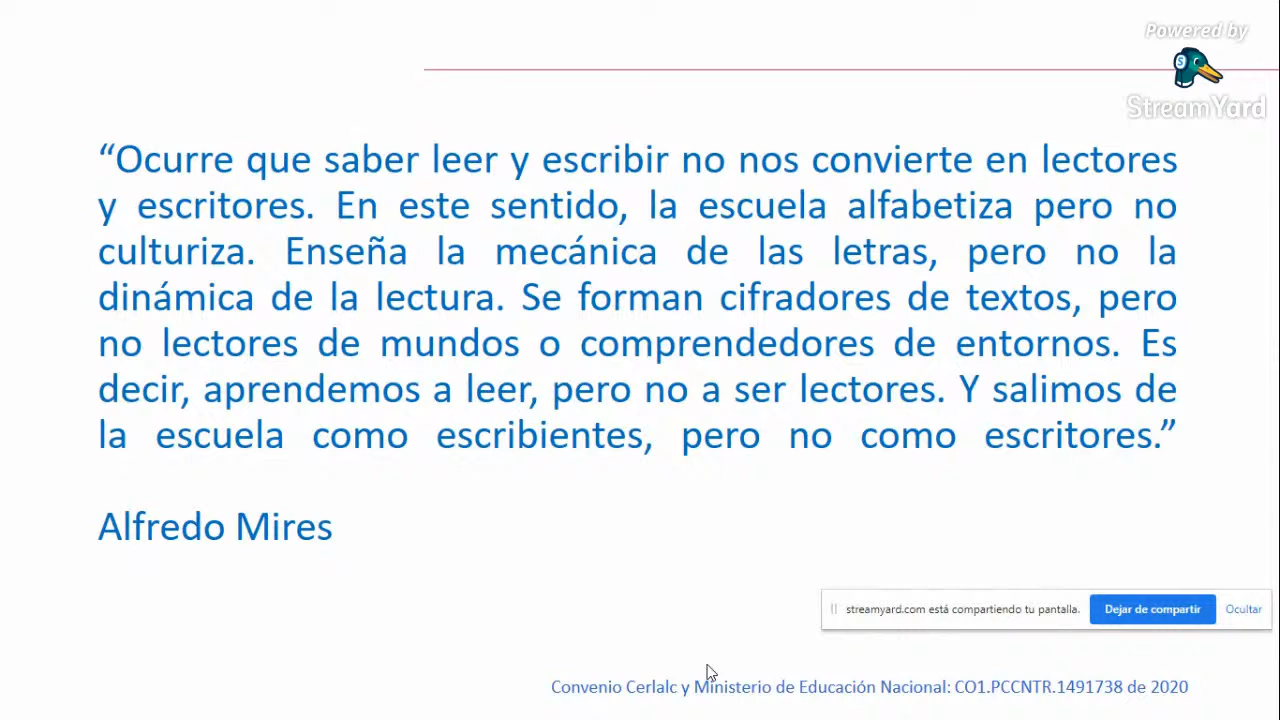 Powered by
StreamYard
“Ocurre que saber leer y escribir no nos convierte en lectores
y escritores. En este sentido, la escuela alfabetiza pero no
culturiza. Enseña la mecánica de las letras, pero no la
dinámica de la lectura. Se forman cifradores de textos, pero
no lectores de mundos o comprendedores de entornos. Es
decir, aprendemos a leer, pero no a ser lectores. Y salimos de
la escuela como escribientes, pero no como escritores.”
Alfredo Mires
streamyard.com está compartiendo tu pantalla. Dejar de compartir Ocultar
Convenio Cerlalc y Ministerio de Educación Nacional: CO1.PCCNTR.1491738 de 2020